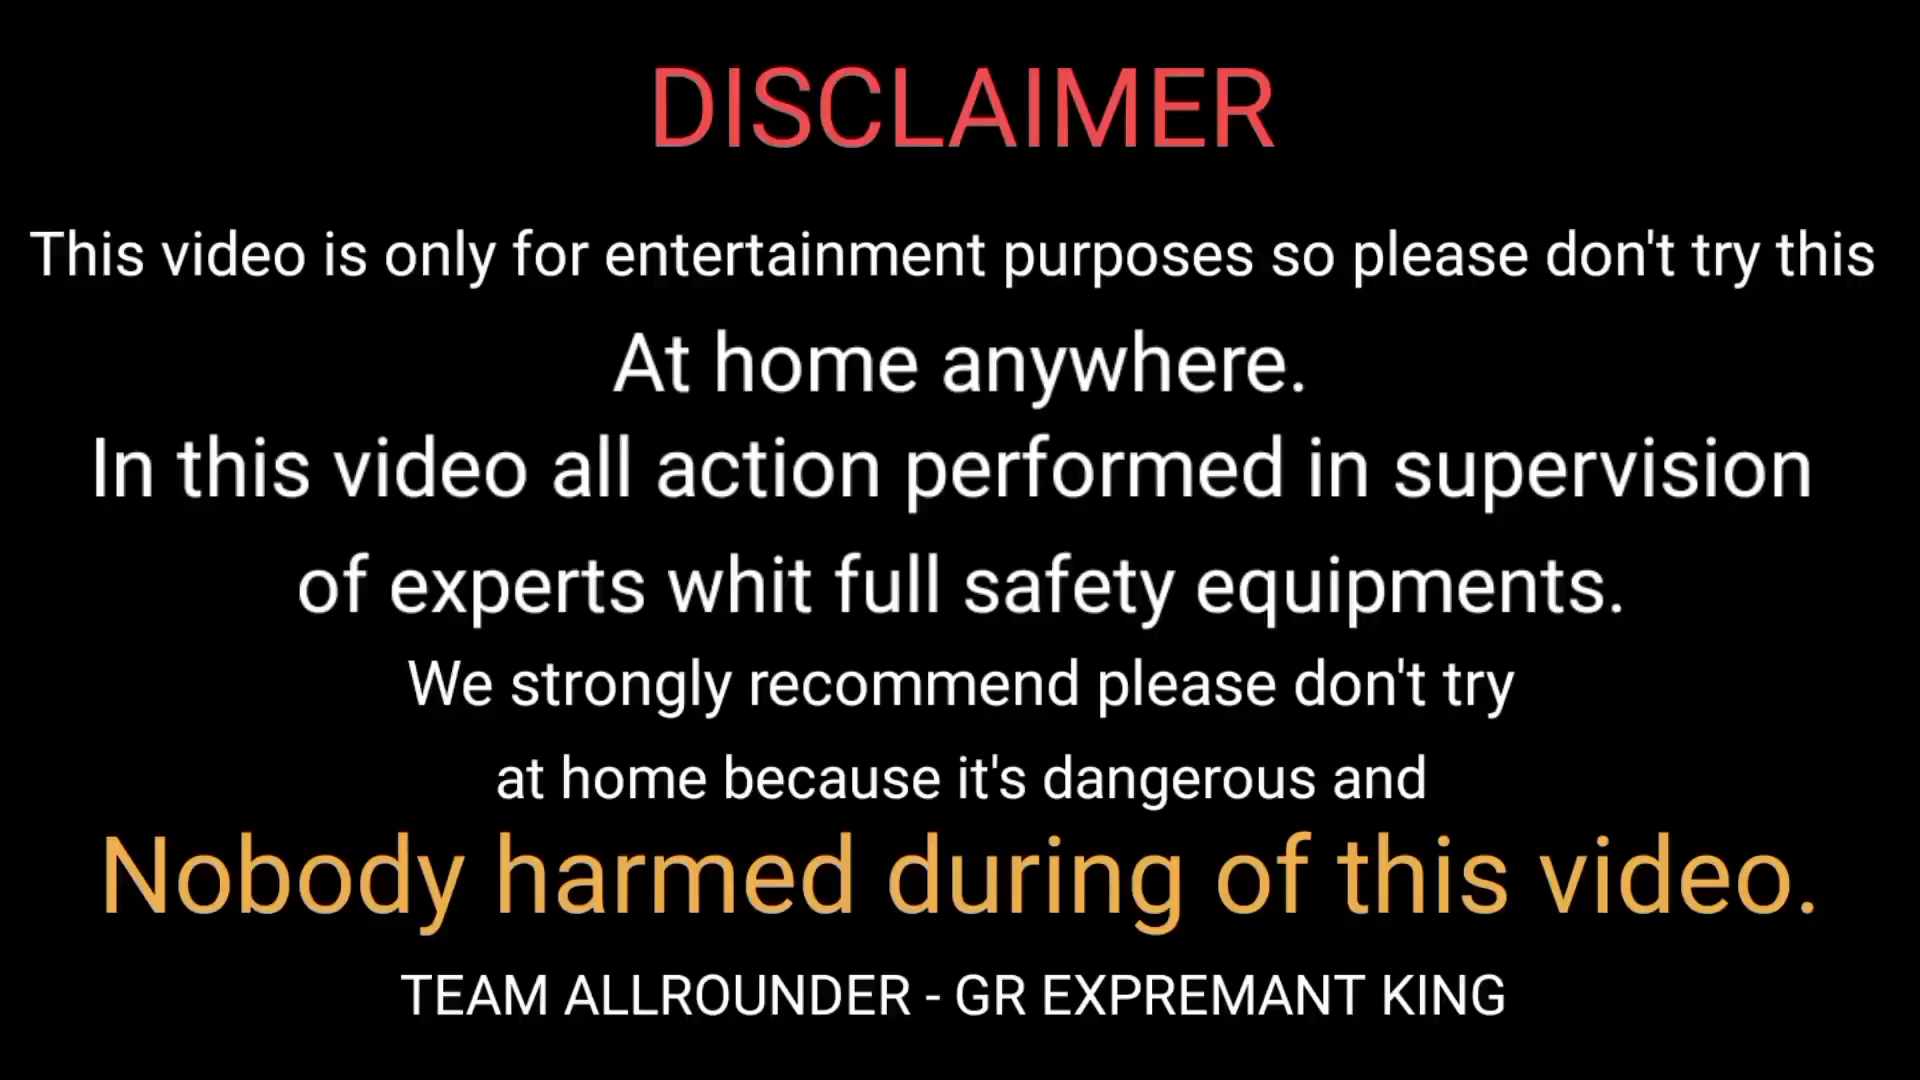 DISCLAIMER
This video is only for entertainment purposes so please don't try this
At home anywhere.
In this video all action performed in supervision
of experts whit full safety equipments.
We strongly recommend please don't try
at home because it's dangerous and
Nobody harmed during of this video.
TEAM ALLROUNDER - GR EXPREMANT KING